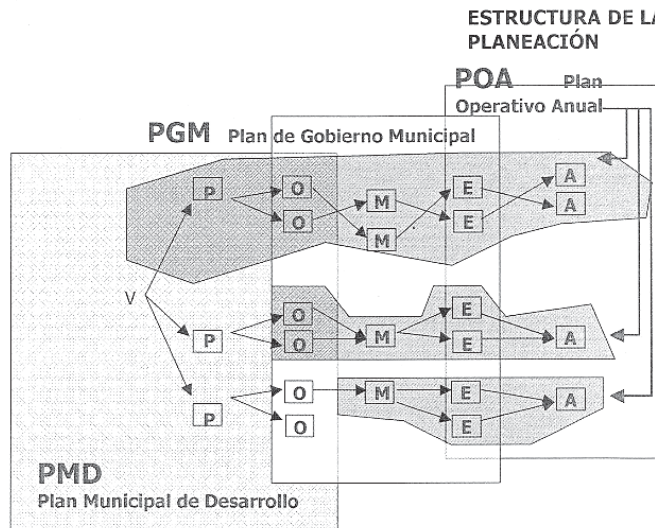 ESTRUCTURA DE LA
PLANEACIÓN
POA Plan
Operativo Anual
PGM Plan de Gobierno Municipal
P O E A
O M E A
M
V
O E
P O M E A
O M E A
P O E
PMD
Plan Municipal de Desarrollo